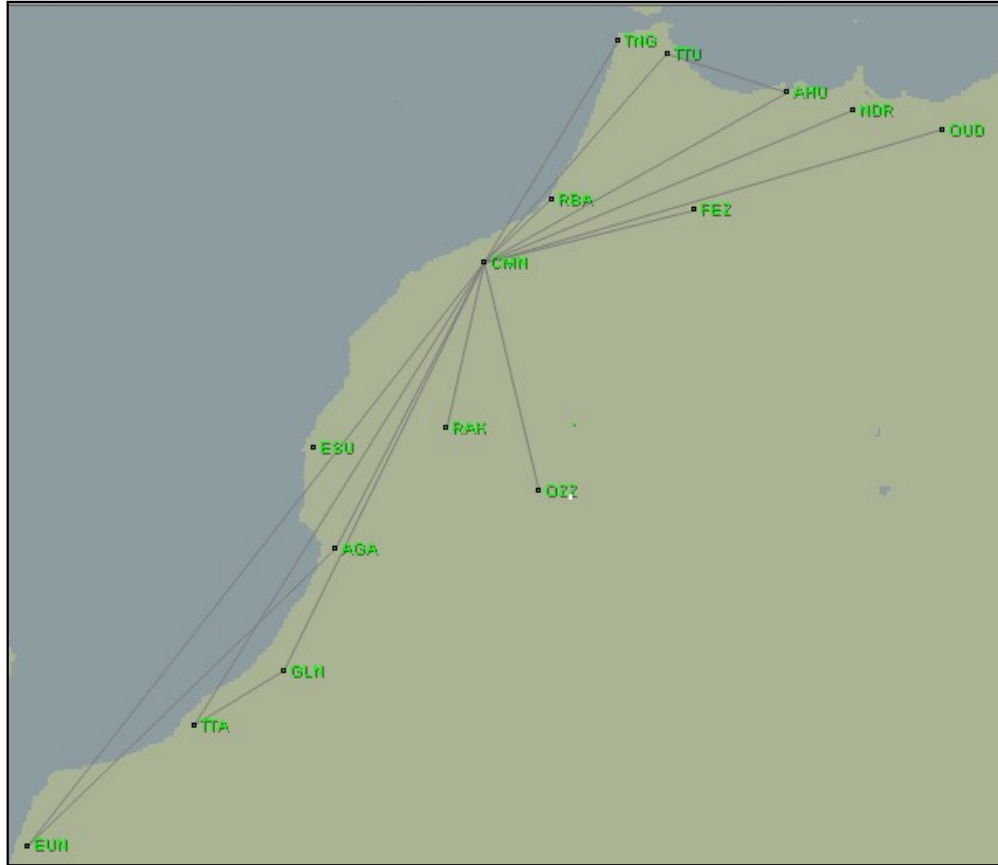 TNG
TTU
AHU
NDR
OUD
RBA
FEZ
CMN
RAK
ESU
OZZ
AGA
GLN
TTA
EUN